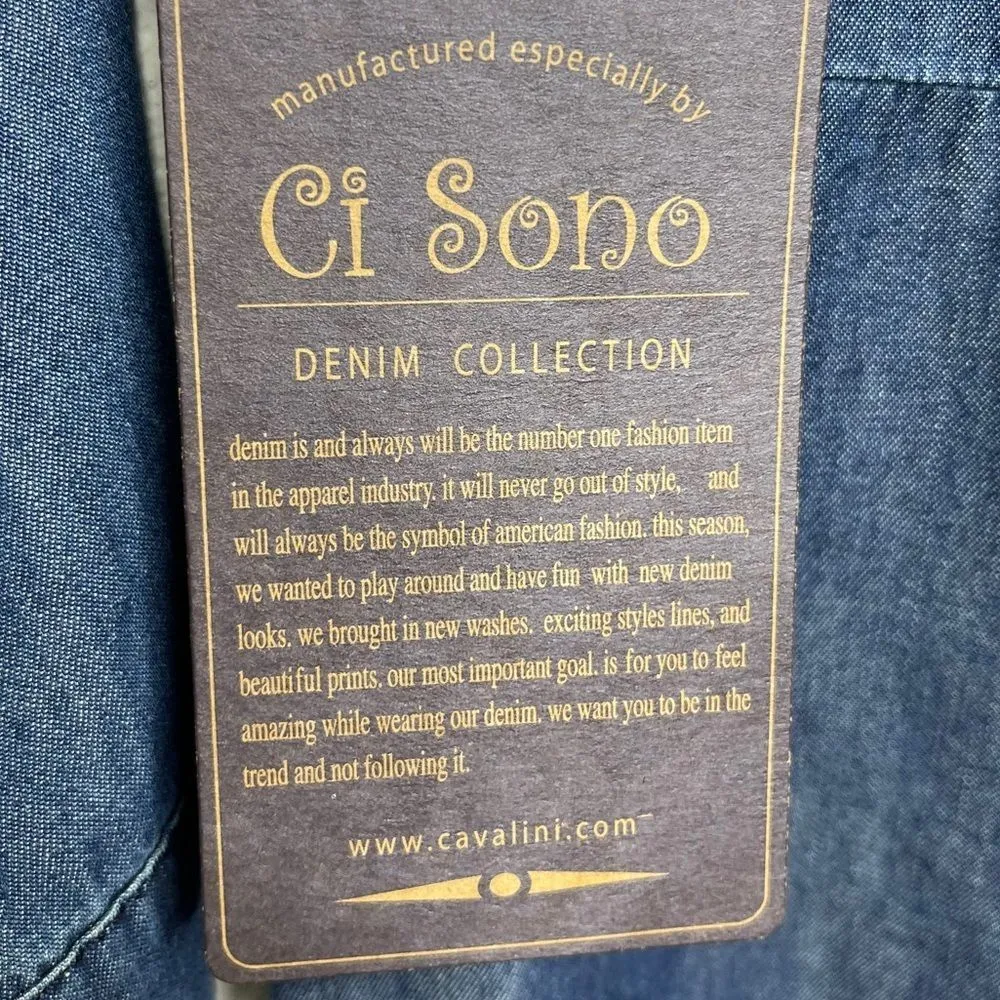 manufactured especially by
Ci Sono
DENIM COLLECTION
denim is and always will be the number one fashion item
in the apparel industry. it will never go out of style, and
will always be the symbol of american fashion. this season,
we wanted to play around and have fun with new denim
looks. we brought in new washes. exciting styles lines, and
beautiful prints. our most important goal. is for you to feel
amazing while wearing our denim. we want you to be in the
trend and not following it.
www.cavalini.com